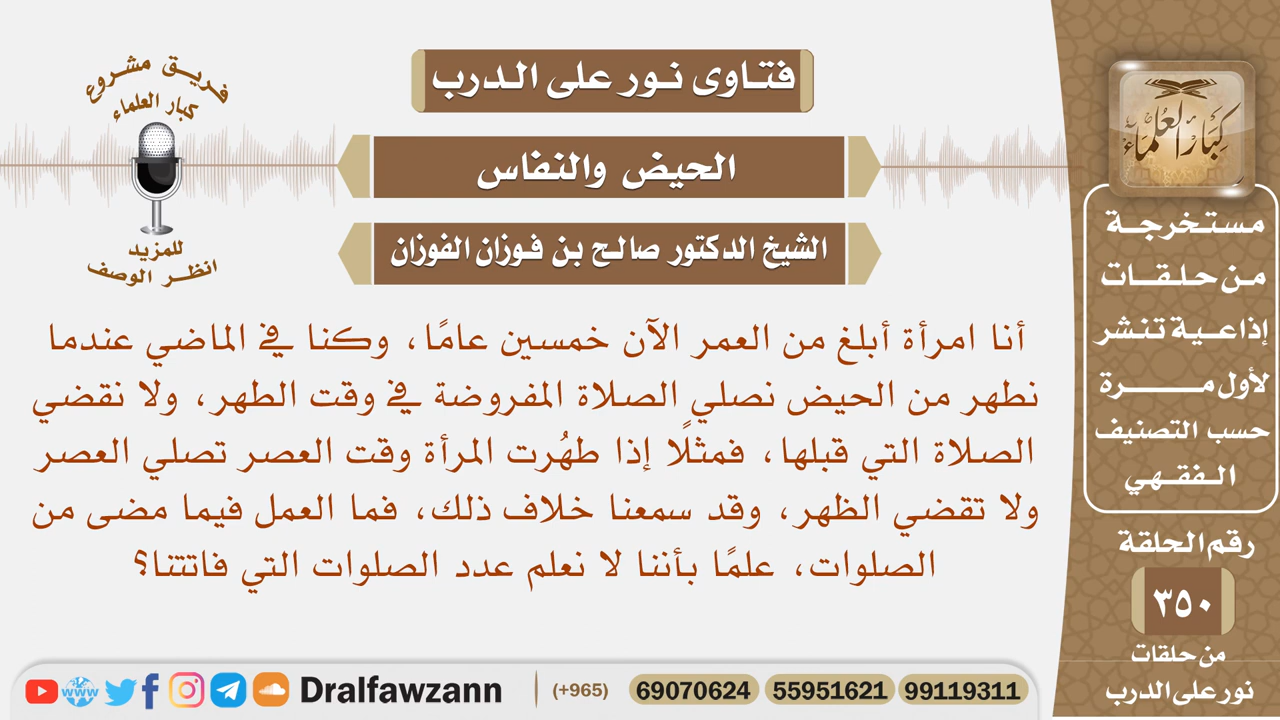 فتاوى نور على الدرب
الحيض والنفاس
الشيخ الدكتور صالح بن فوزان الفوزان
فريق مشروع
كبار العلماء
للمزيد
انظر الوصف
أنا امرأة أبلغ من العمر الآن خمسين عامًا، وكنا في الماضي عندما
نطهر من الحيض نصلي الصلاة المفروضة في وقت الطهر، ولا نقضي
الصلاة التي قبلها، فمثلًا إذا طهُرت المرأة وقت العصر تصلي العصر
ولا تقضي الظهر، وقد سمعنا خلاف ذلك، فما العمل فيما مضى من
الصلوات، علمًا بأننا لا نعلم عدد الصلوات التي فاتتنا؟
كبار العلماء
مستخرجة
من حلقات
إذاعية تنشر
لأول مرة
حسب التصنيف
الفقهي
رقم الحلقة
٣٥٠
من حلقات
نور على الدرب
www Dralfawzann (+965) 69070624 55951621 99119311